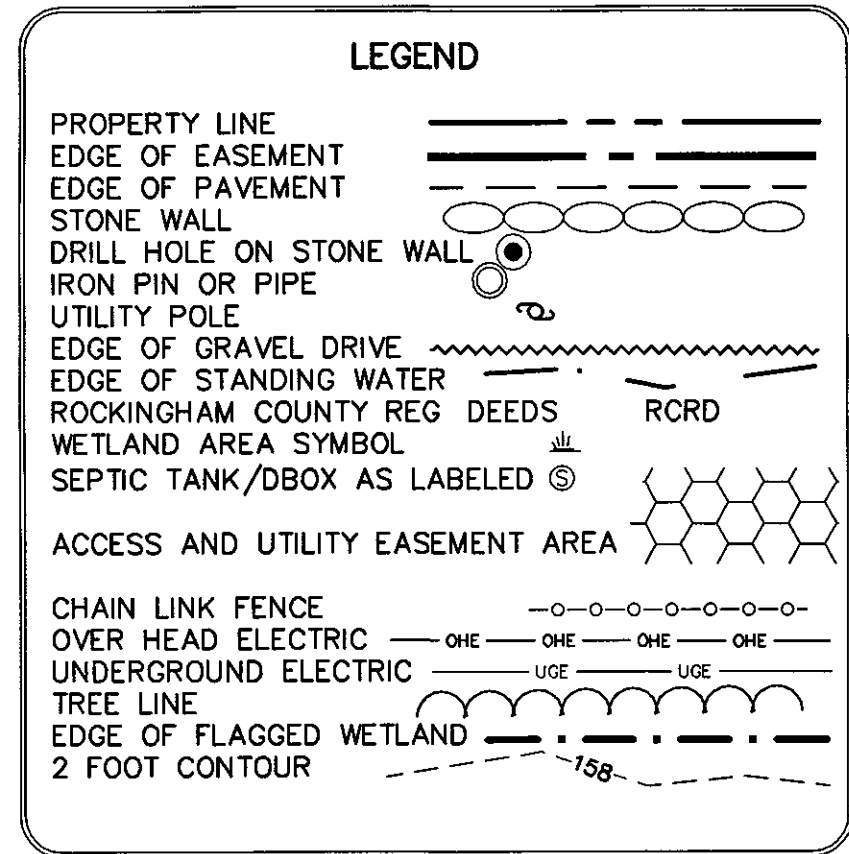 LEGEND
PROPERTY LINE
EDGE OF EASEMENT
EDGE OF PAVEMENT
STONE WALL
DRILL HOLE ON STONE WALL
IRON PIN OR PIPE
UTILITY POLE
EDGE OF GRAVEL DRIVE
EDGE OF STANDING WATER
ROCKINGHAM COUNTY REG DEEDS RCRD
WETLAND AREA SYMBOL
SEPTIC TANK/DBOX AS LABELED S
ACCESS AND UTILITY EASEMENT AREA
CHAIN LINK FENCE
OVER HEAD ELECTRIC OHE OHE OHE OHE
UNDERGROUND ELECTRIC UGE UGE
TREE LINE
EDGE OF FLAGGED WETLAND
2 FOOT CONTOUR 158